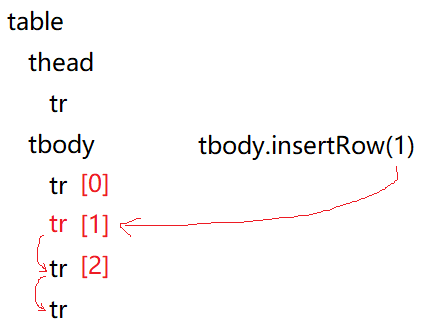 table
thead
tr
tbody tbody.insertRow(1)
tr [0]
tr [1]
tr [2]
tr